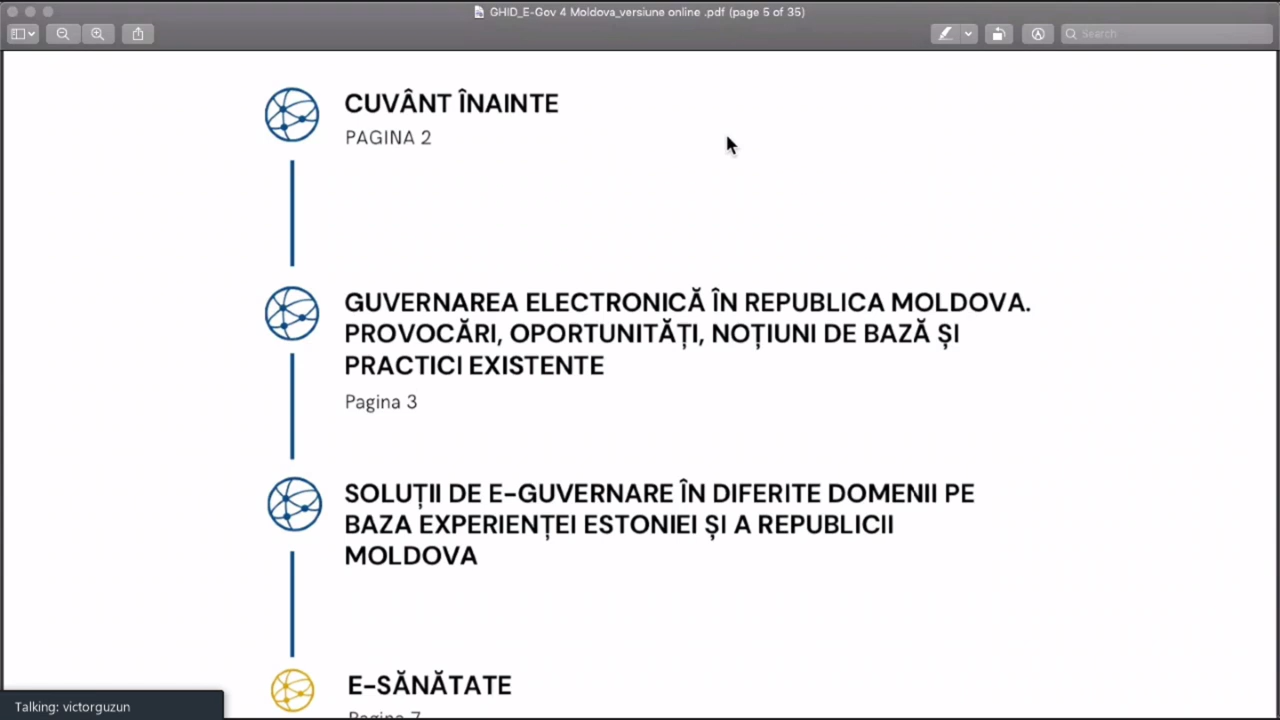 GHID_E-Gov 4 Moldova_versiune online .pdf (page 5 of 35)
Search
CUVÂNT ÎNAINTE
PAGINA 2
GUVERNAREA ELECTRONICĂ ÎN REPUBLICA MOLDOVA.
PROVOCĂRI, OPORTUNITĂȚI, NOȚIUNI DE BAZĂ ȘI
PRACTICI EXISTENTE
Pagina 3
SOLUȚII DE E-GUVERNARE ÎN DIFERITE DOMENII PE
BAZA EXPERIENȚEI ESTONIEI ȘI A REPUBLICII
MOLDOVA
E-SĂNĂTATE
Pagina 7
Talking: victorguzun